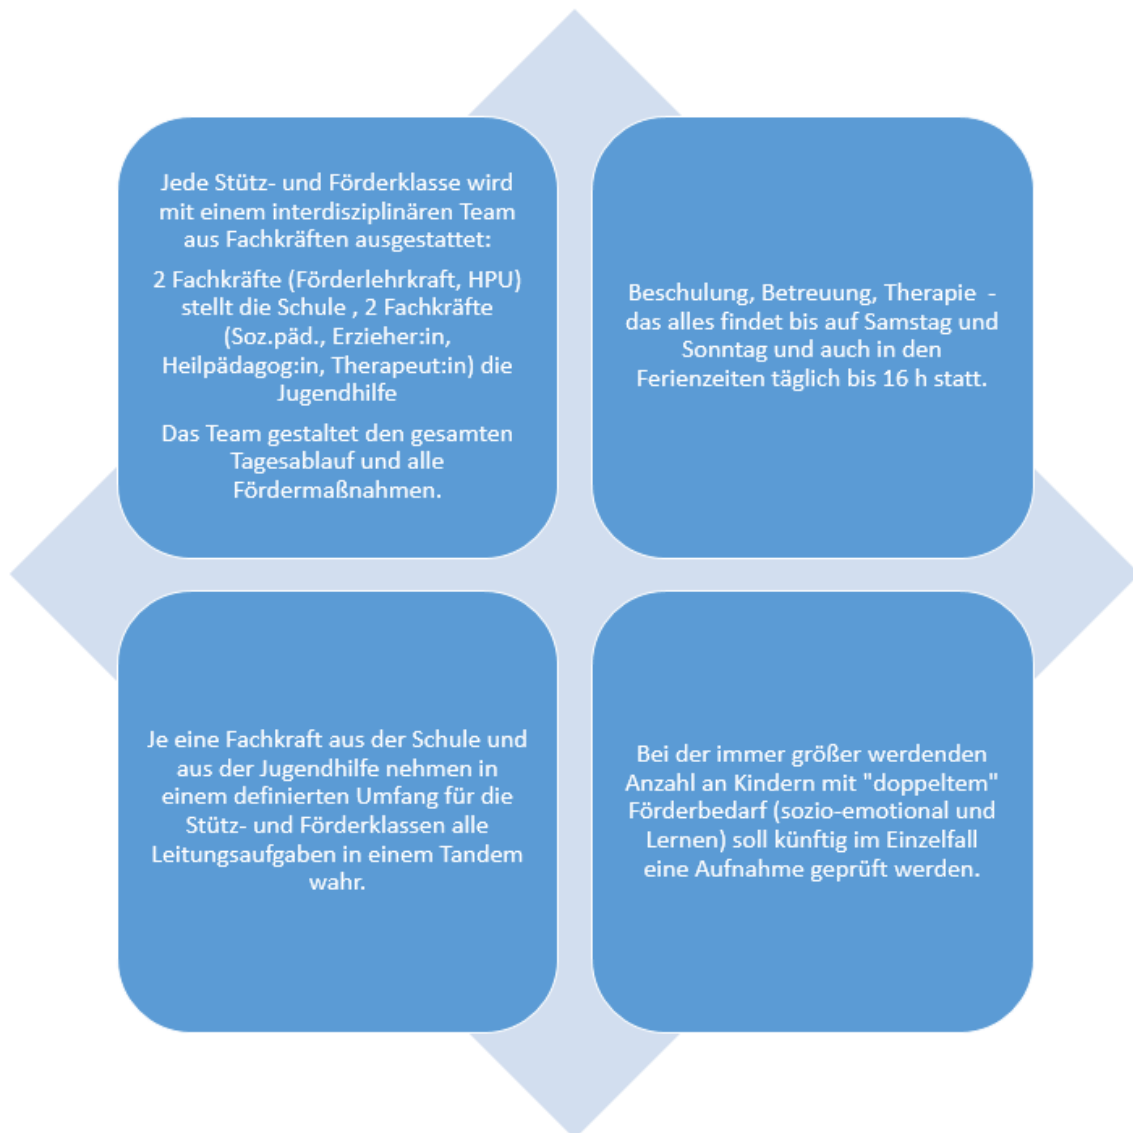 Jede Stütz- und Förderklasse wird
mit einem interdisziplinären Team
aus Fachkräften ausgestattet:
2 Fachkräfte (Förderlehrkraft, HPU)
stellt die Schule , 2 Fachkräfte
(Soz.päd., Erzieher:in,
Heilpädagog:in, Therapeut:in) die
Jugendhilfe
Das Team gestaltet den gesamten
Tagesablauf und alle
Fördermaßnahmen.
Beschulung, Betreuung, Therapie  -
das alles findet bis auf Samstag und
Sonntag und auch in den
Ferienzeiten täglich bis 16 h statt.
Je eine Fachkraft aus der Schule und
aus der Jugendhilfe nehmen in
einem definierten Umfang für die
Stütz- und Förderklassen alle
Leitungsaufgaben in einem Tandem
wahr.
Bei der immer größer werdenden
Anzahl an Kindern mit "doppeltem"
Förderbedarf (sozio-emotional und
Lernen) soll künftig im Einzelfall
eine Aufnahme geprüft werden.